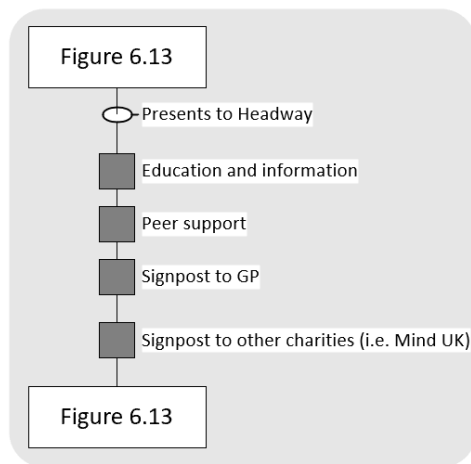 Figure 6.13
Presents to Headway
Education and information
Peer support
Signpost to GP
Signpost to other charities (i.e. Mind UK)
Figure 6.13